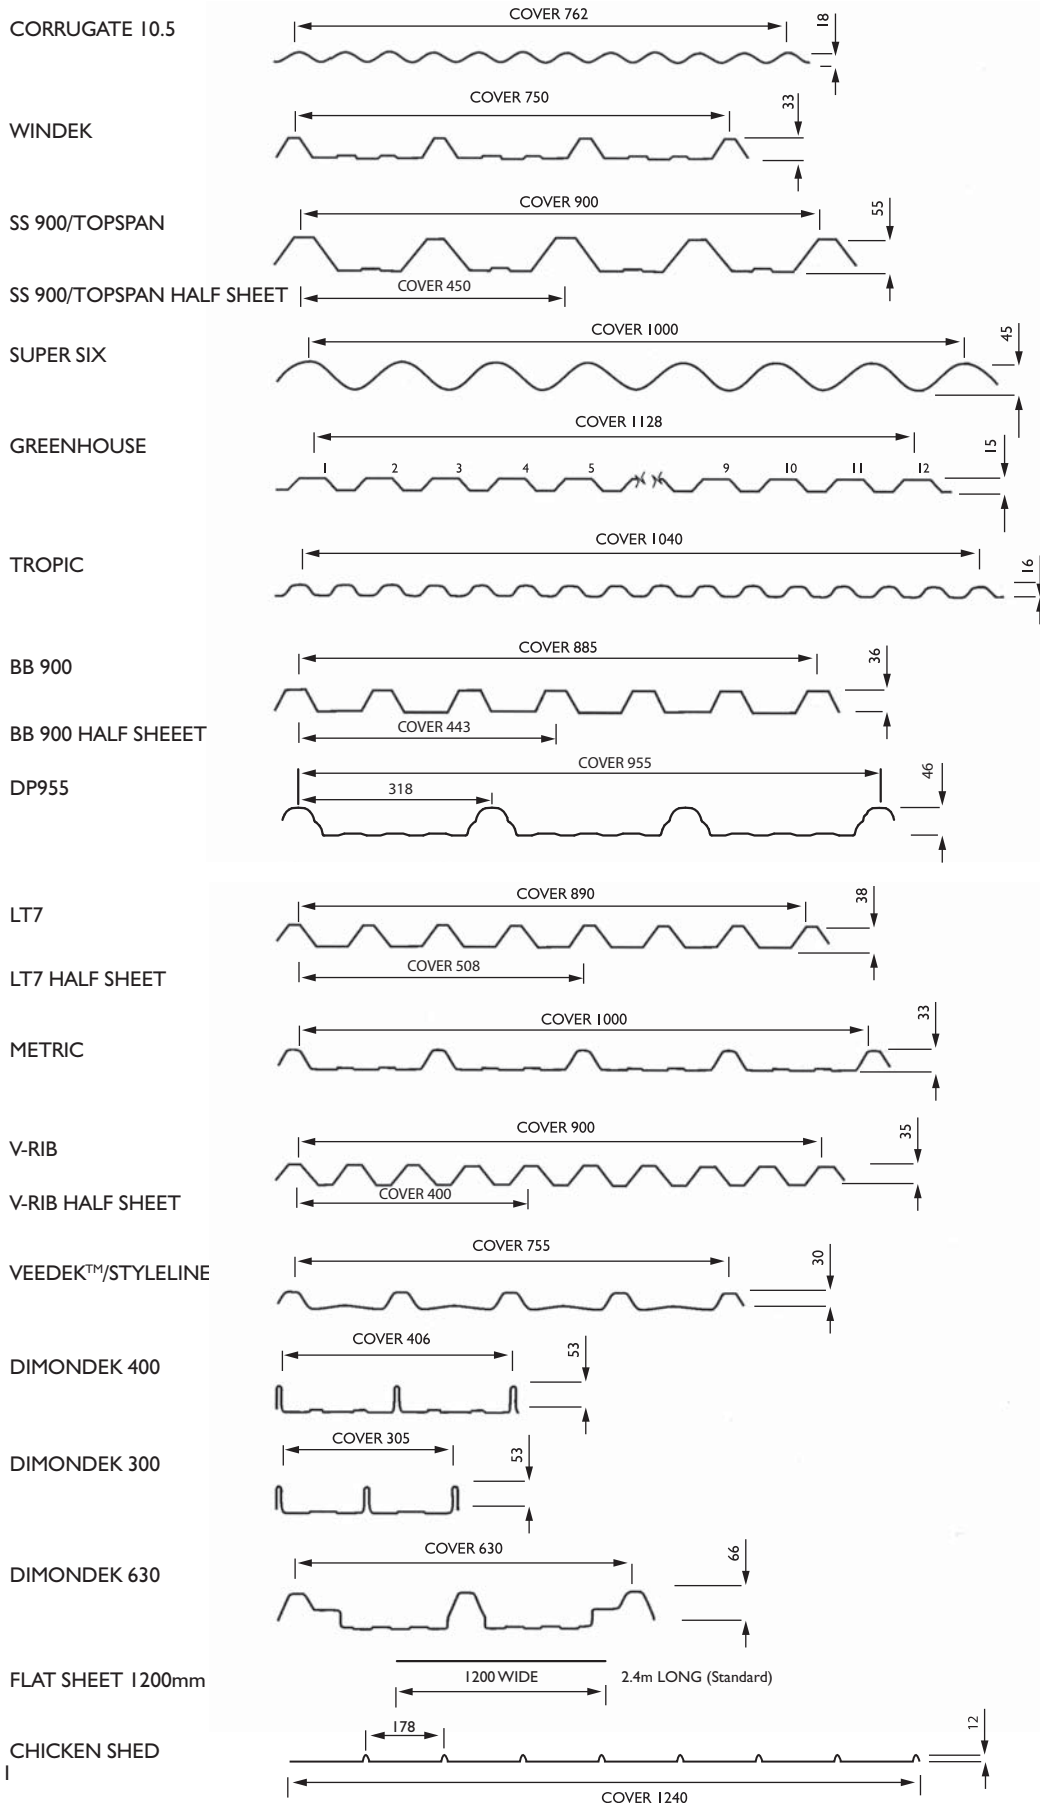 CORRUGATE 10.5
COVER 762
18
WINDEK
COVER 750
33
SS 900/TOPSPAN
COVER 900
55
SS 900/TOPSPAN HALF SHEET
COVER 450
SUPER SIX
COVER 1000
45
GREENHOUSE
COVER 1128
15
1 2 3 4 5 9 10 11 12
TROPIC
COVER 1040
16
BB 900
COVER 885
36
BB 900 HALF SHEEET
COVER 443
DP955
COVER 955
318
46
LT7
COVER 890
38
LT7 HALF SHEET
COVER 508
METRIC
COVER 1000
33
V-RIB
COVER 900
35
V-RIB HALF SHEET
COVER 400
VEEDEK™/STYLELINE
COVER 755
30
DIMONDEK 400
COVER 406
53
DIMONDEK 300
COVER 305
53
DIMONDEK 630
COVER 630
66
FLAT SHEET 1200mm
1200 WIDE
2.4m LONG (Standard)
CHICKEN SHED
178
12
1
COVER 1240